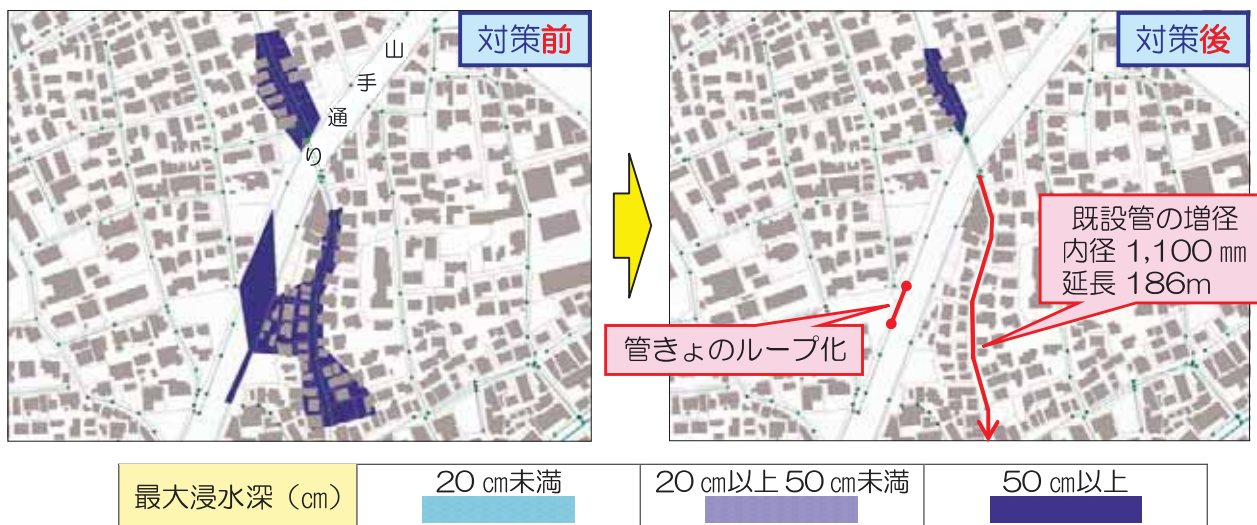 対策前
山手通り
対策後
既設管の増径
内径 1,100 ㎜
延長 186m
管きょのループ化
最大浸水深（㎝）
20 ㎝未満
20 ㎝以上 50 ㎝未満
50 ㎝以上